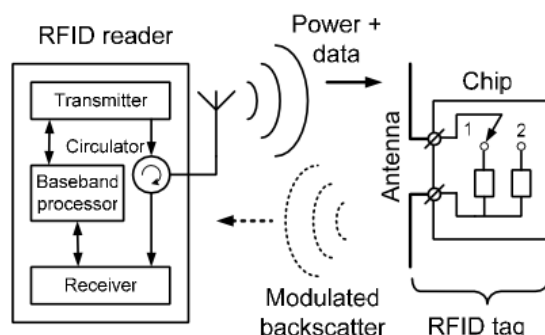 RFID reader
Transmitter
Circulator
Baseband
processor
Receiver
Power +
data
Modulated
backscatter
Antenna
Chip
1
2
RFID tag